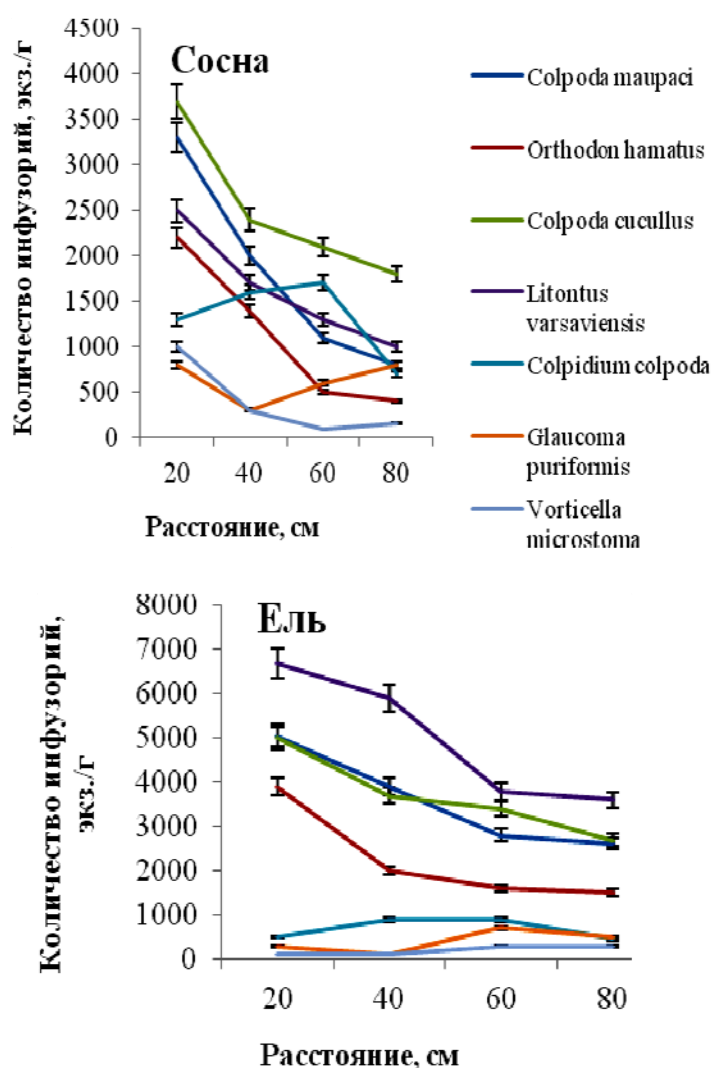 Количество инфузорий, экз./г
4500
4000
3500
3000
2500
2000
1500
1000
500
0
Сосна
20 40 60 80
Расстояние, см
Colpoda maupaci
Orthodon hamatus
Colpoda cucullus
Litontus
varsaviensis
Colpidium colpoda
Glaucoma
puriformis
Vorticella
microstoma
Количество инфузорий,
экз./г
8000
7000
6000
5000
4000
3000
2000
1000
0
Ель
20 40 60 80
Расстояние, см